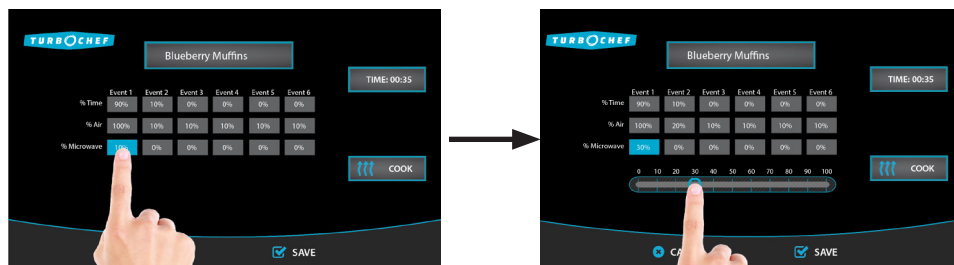 TURBOCHEF
Blueberry Muffins
TIME: 00:35
Event 1 Event 2 Event 3 Event 4 Event 5 Event 6
% Time 90% 10% 0% 0% 0% 0%
% Air 100% 10% 10% 10% 10% 10%
% Microwave 10% 0% 0% 0% 0% 0%
COOK
SAVE
TURBOCHEF
Blueberry Muffins
TIME: 00:35
Event 1 Event 2 Event 3 Event 4 Event 5 Event 6
% Time 90% 10% 0% 0% 0% 0%
% Air 100% 20% 10% 10% 10% 10%
% Microwave 30% 0% 0% 0% 0% 0%
COOK
0 10 20 30 40 50 60 70 80 90 100
SAVE